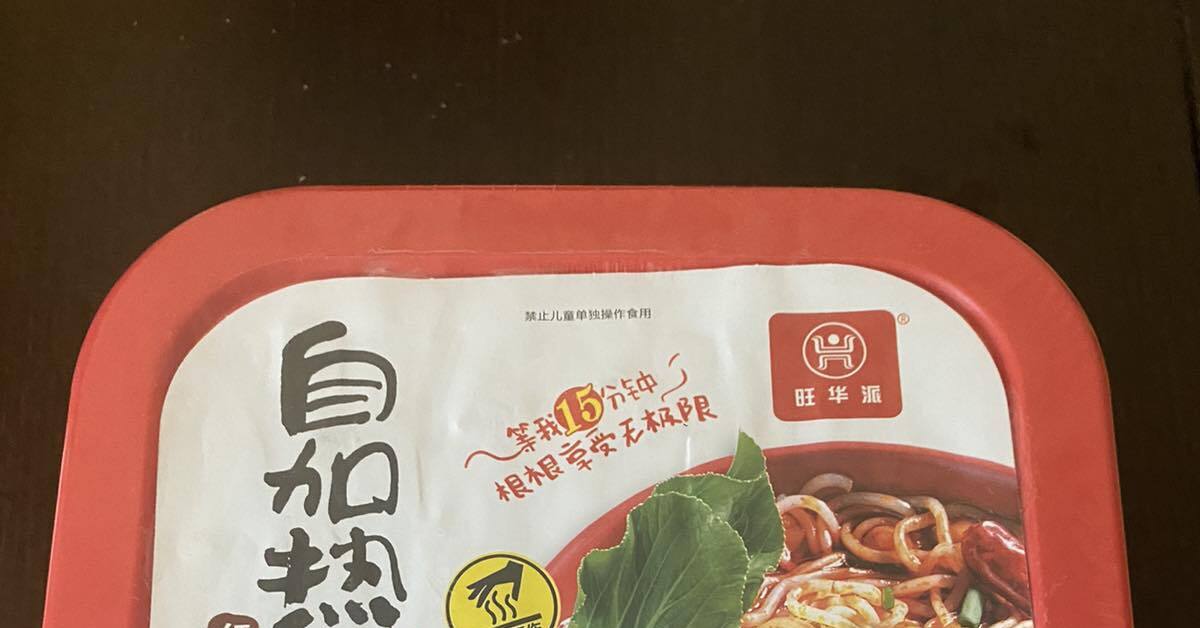 禁止儿童单独操作食用
旺华派
®
等我15分钟
根根享受无极限
自加热